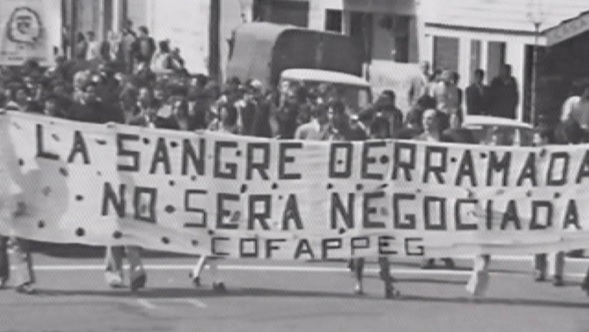 LA SANGRE DERRAMADA
NO SERA NEGOCIADA
COFAPPEG